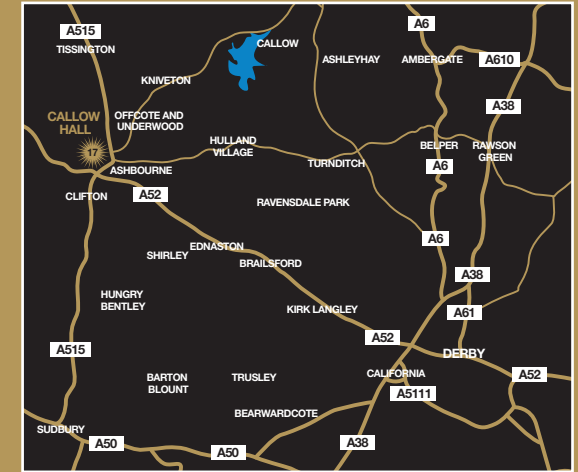 A6
A515
TISSINGTON
CALLOW
ASHLEYHAY
AMBERGATE
A610
KNIVETON
A38
CALLOW
HALL
17
OFFCOTE AND
UNDERWOOD
HULLAND
VILLAGE
BELPER
RAWSON
GREEN
TURNDITCH
A6
ASHBOURNE
CLIFTON
A52
RAVENSDALE PARK
A6
EDNASTON
SHIRLEY
BRAILSFORD
A38
HUNGRY
BENTLEY
KIRK LANGLEY
A61
A52
A515
DERBY
BARTON
BLOUNT
TRUSLEY
CALIFORNIA
A52
A5111
BEARWARDCOTE
SUDBURY
A50
A50
A38